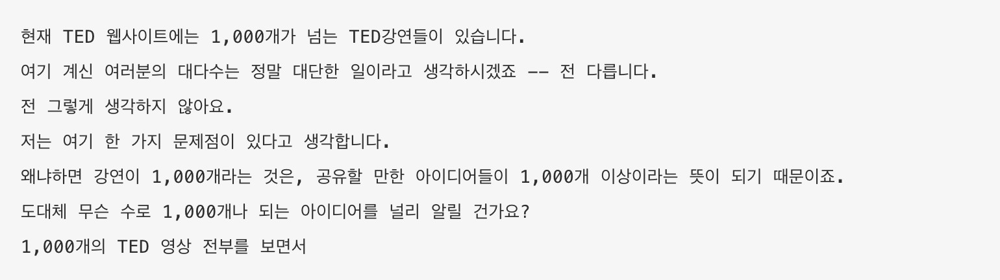 현재 TED 웹사이트에는 1,000개가 넘는 TED강연들이 있습니다.
여기 계신 여러분의 대다수는 정말 대단한 일이라고 생각하시겠죠 -- 전 다릅니다.
전 그렇게 생각하지 않아요.
저는 여기 한 가지 문제점이 있다고 생각합니다.
왜냐하면 강연이 1,000개라는 것은, 공유할 만한 아이디어들이 1,000개 이상이라는 뜻이 되기 때문이죠.
도대체 무슨 수로 1,000개나 되는 아이디어를 널리 알릴 건가요?
1,000개의 TED 영상 전부를 보면서